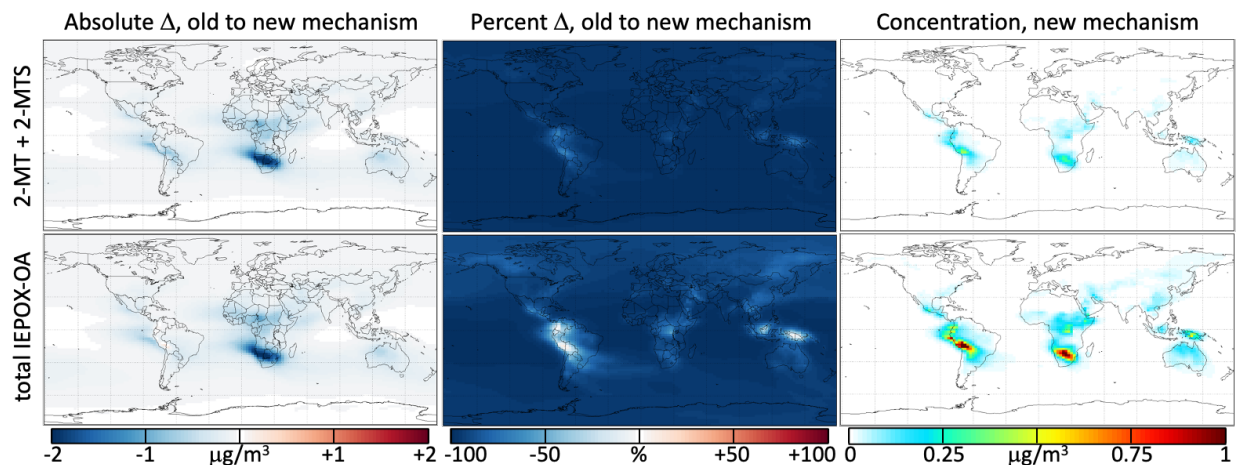 Absolute Δ, old to new mechanism
Percent Δ, old to new mechanism
Concentration, new mechanism
2-MT + 2-MTS
total IEPOX-OA
-2 -1 μg/m³ +1 +2
-100 -50 % +50 +100
0 0.25 μg/m³ 0.75 1